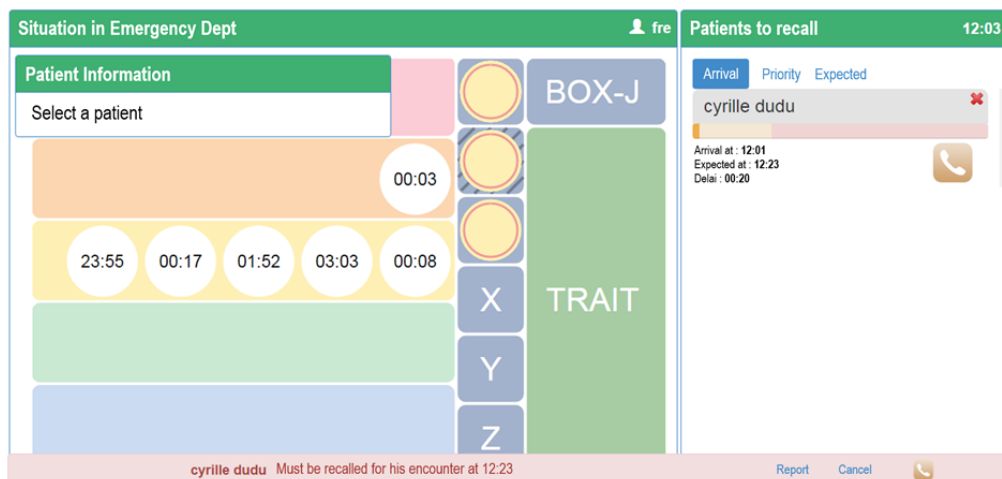 Situation in Emergency Dept
fre
Patient Information
Select a patient
BOX-J
00:03
23:55
00:17
01:52
03:03
00:08
X
TRAIT
Y
Z
Patients to recall
12:03
Arrival
Priority
Expected
cyrille dudu
Arrival at : 12:01
Expected at : 12:23
Delai : 00:20
cyrille dudu Must be recalled for his encounter at 12:23
Report
Cancel